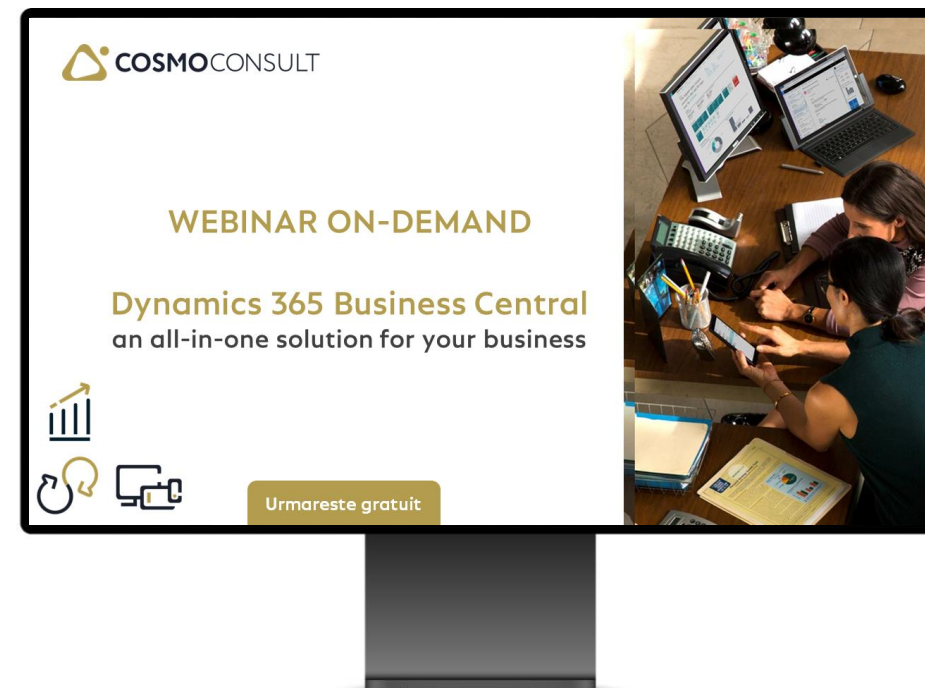 COSMOCONSULT
WEBINAR ON-DEMAND
Dynamics 365 Business Central
an all-in-one solution for your business
Urmareste gratuit